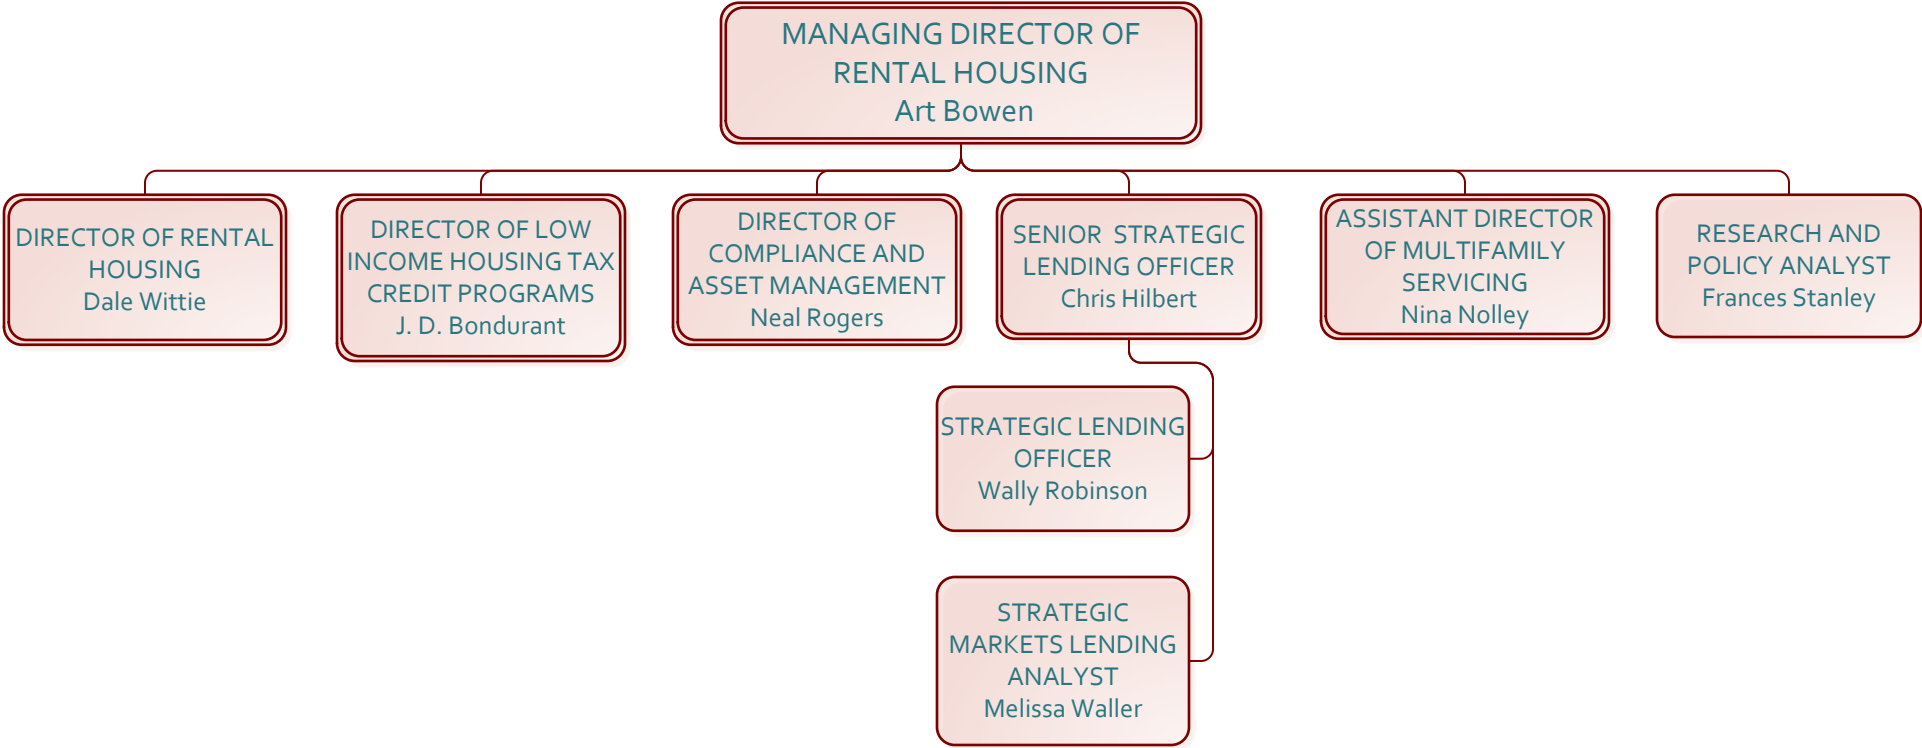 MANAGING DIRECTOR OF
RENTAL HOUSING
Art Bowen
DIRECTOR OF RENTAL
HOUSING
Dale Wittie
DIRECTOR OF LOW
INCOME HOUSING TAX
CREDIT PROGRAMS
J. D. Bondurant
DIRECTOR OF
COMPLIANCE AND
ASSET MANAGEMENT
Neal Rogers
SENIOR STRATEGIC
LENDING OFFICER
Chris Hilbert
ASSISTANT DIRECTOR
OF MULTIFAMILY
SERVICING
Nina Nolley
RESEARCH AND
POLICY ANALYST
Frances Stanley
STRATEGIC LENDING
OFFICER
Wally Robinson
STRATEGIC
MARKETS LENDING
ANALYST
Melissa Waller